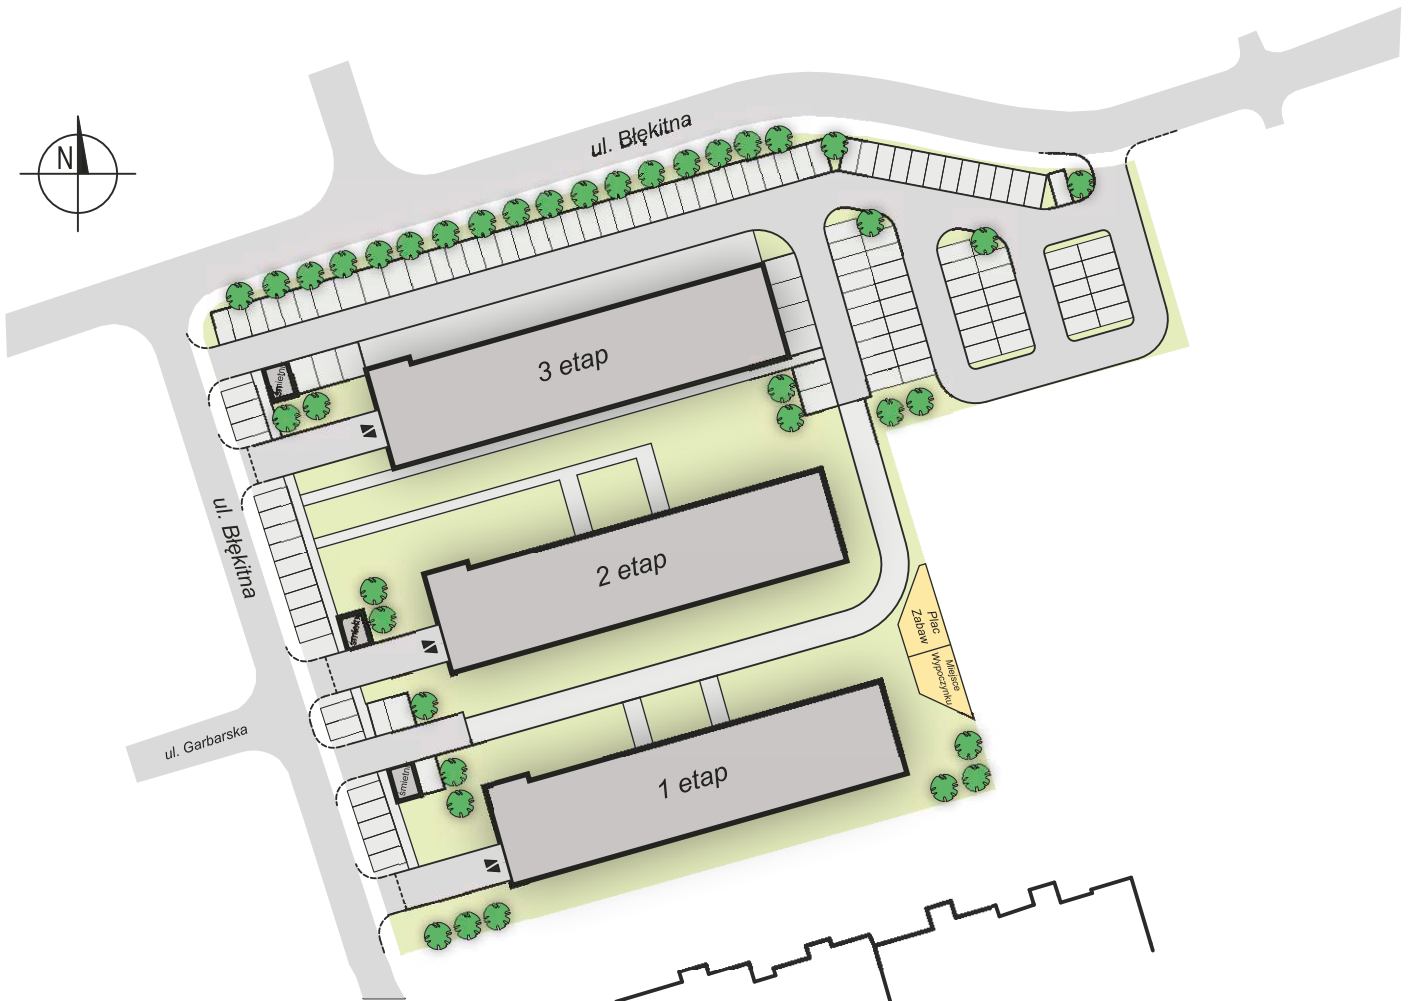 ul. Błękitna
N
3 etap
śmietn
ul. Błękitna
2 etap
śmietn
Plac
Zabaw
Miejsce
Wypoczynku
ul. Garbarska
śmietn
1 etap